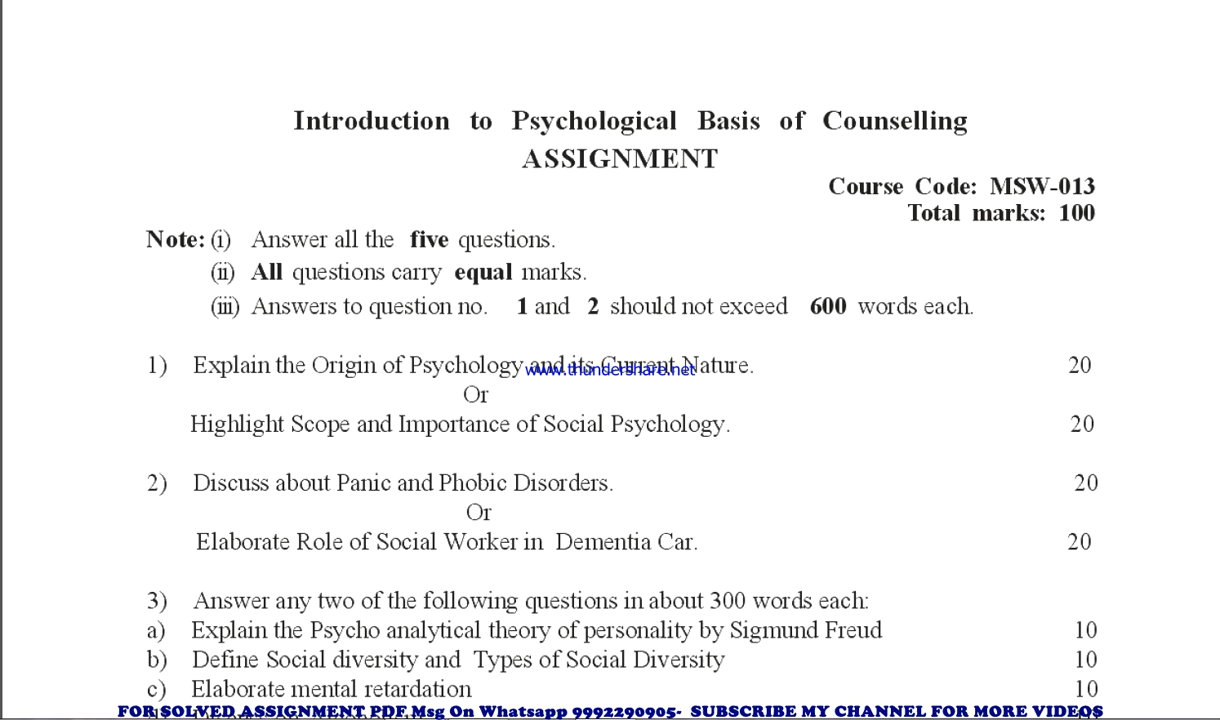 Introduction to Psychological Basis of Counselling
ASSIGNMENT
Course Code: MSW-013
Total marks: 100
Note: (i) Answer all the five questions.
(ii) All questions carry equal marks.
(iii) Answers to question no. 1 and 2 should not exceed 600 words each.
1) Explain the Origin of Psychology and its Current Nature. 20
www.thundershare.net
Or
Highlight Scope and Importance of Social Psychology. 20
2) Discuss about Panic and Phobic Disorders. 20
Or
Elaborate Role of Social Worker in Dementia Car. 20
3) Answer any two of the following questions in about 300 words each:
a) Explain the Psycho analytical theory of personality by Sigmund Freud 10
b) Define Social diversity and Types of Social Diversity 10
c) Elaborate mental retardation 10
FOR SOLVED ASSIGNMENT PDF Msg On Whatsapp 9992290905- SUBSCRIBE MY CHANNEL FOR MORE VIDEOS